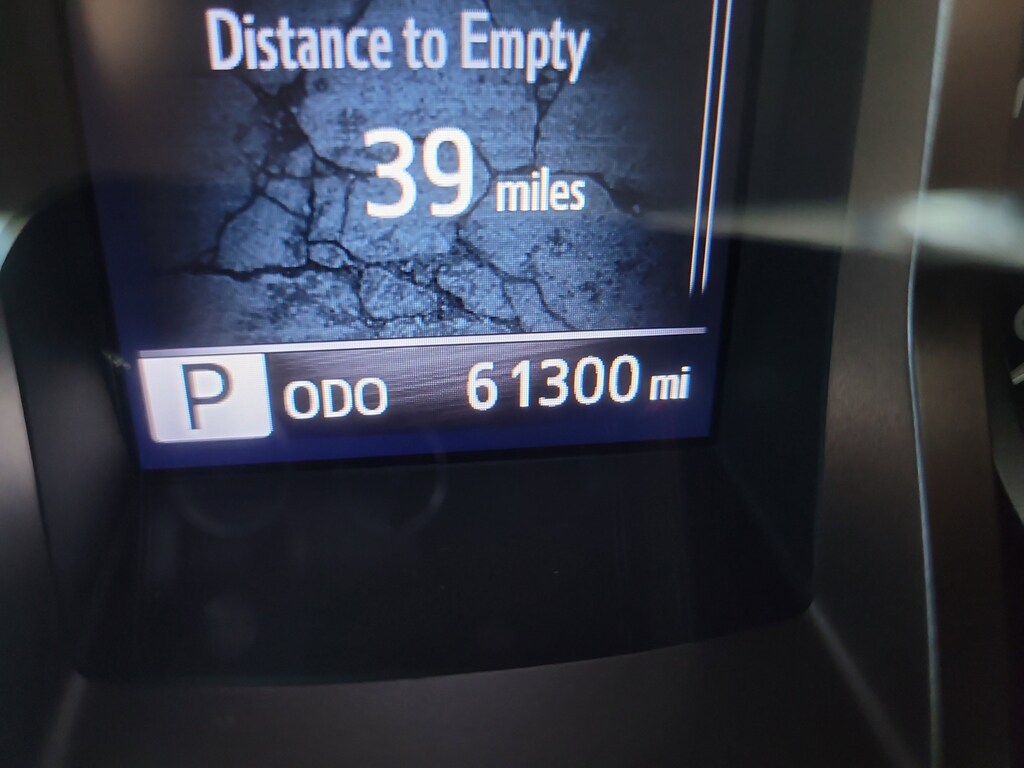 Distance to Empty
39 miles
P ODO 61300 mi